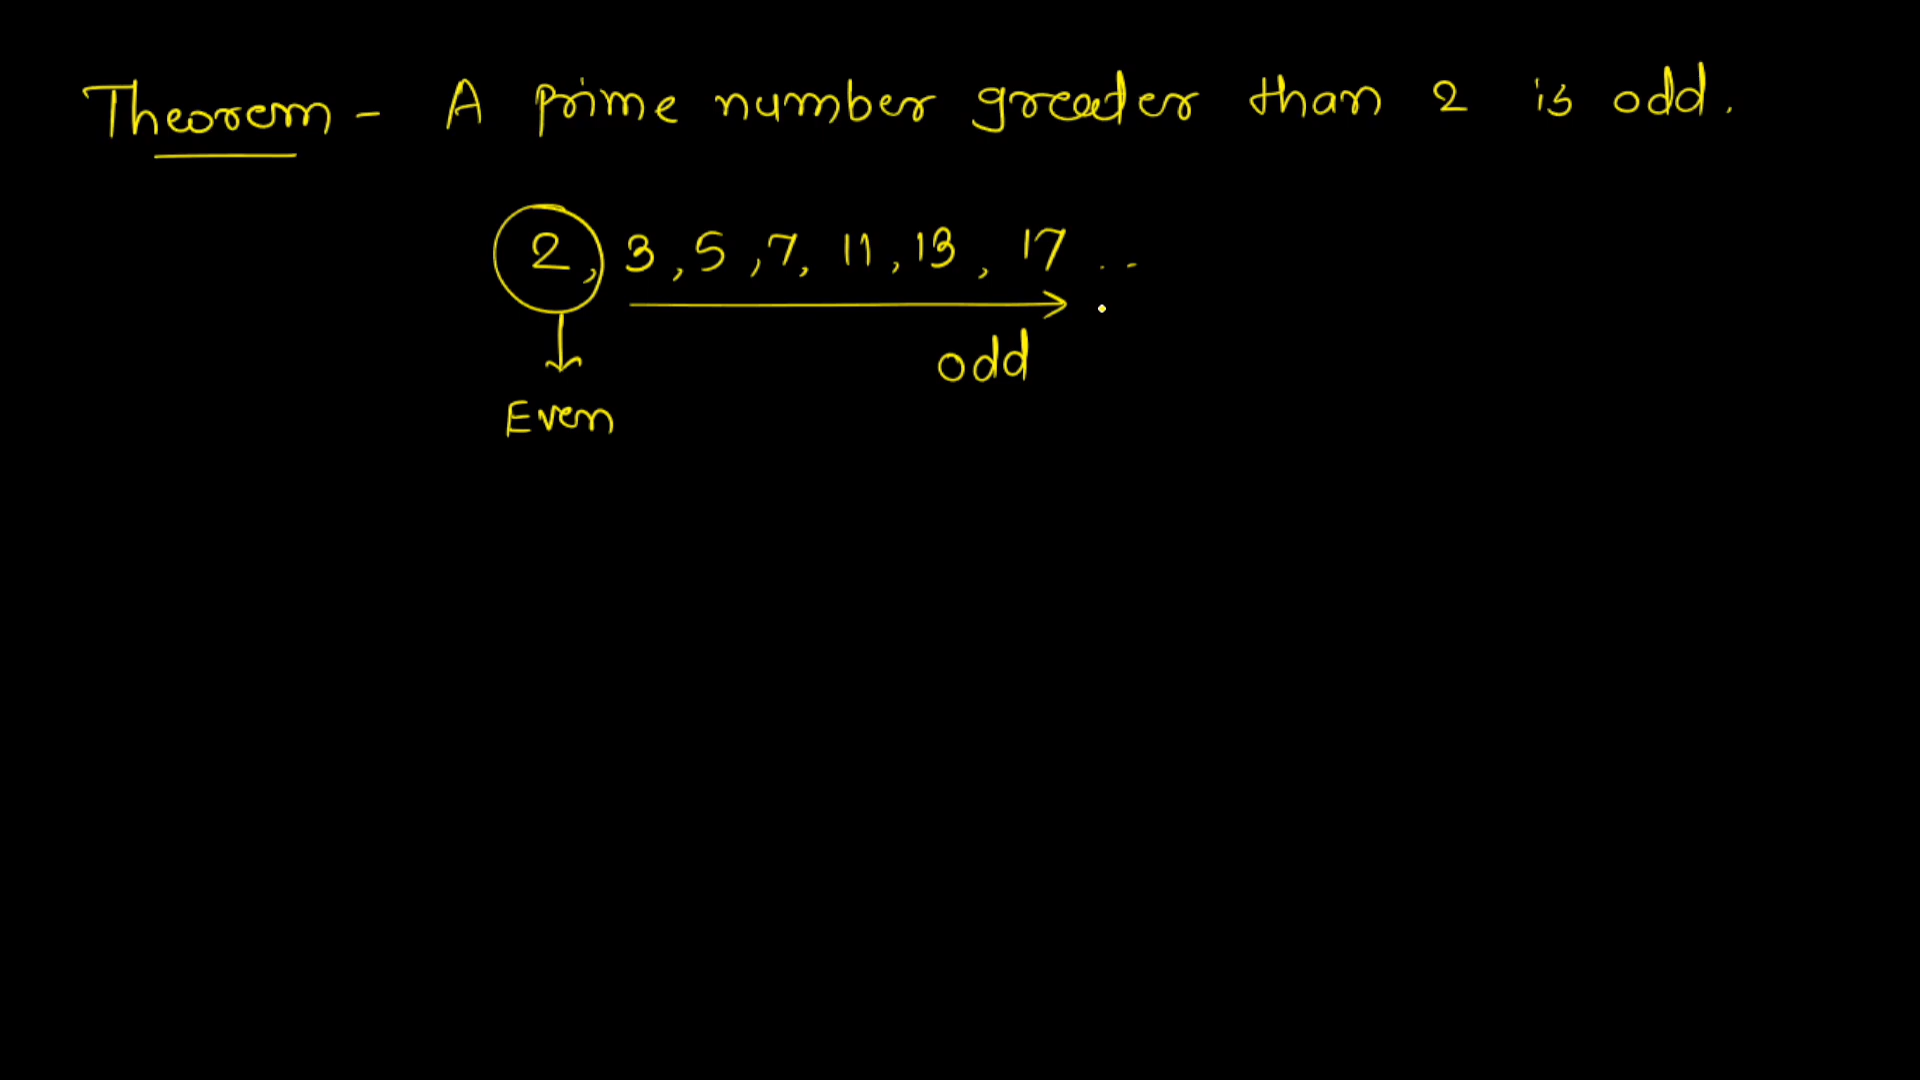 Theorem - A prime number greater than 2 is odd.
2, 3, 5, 7, 11, 13, 17 ...
odd
Even